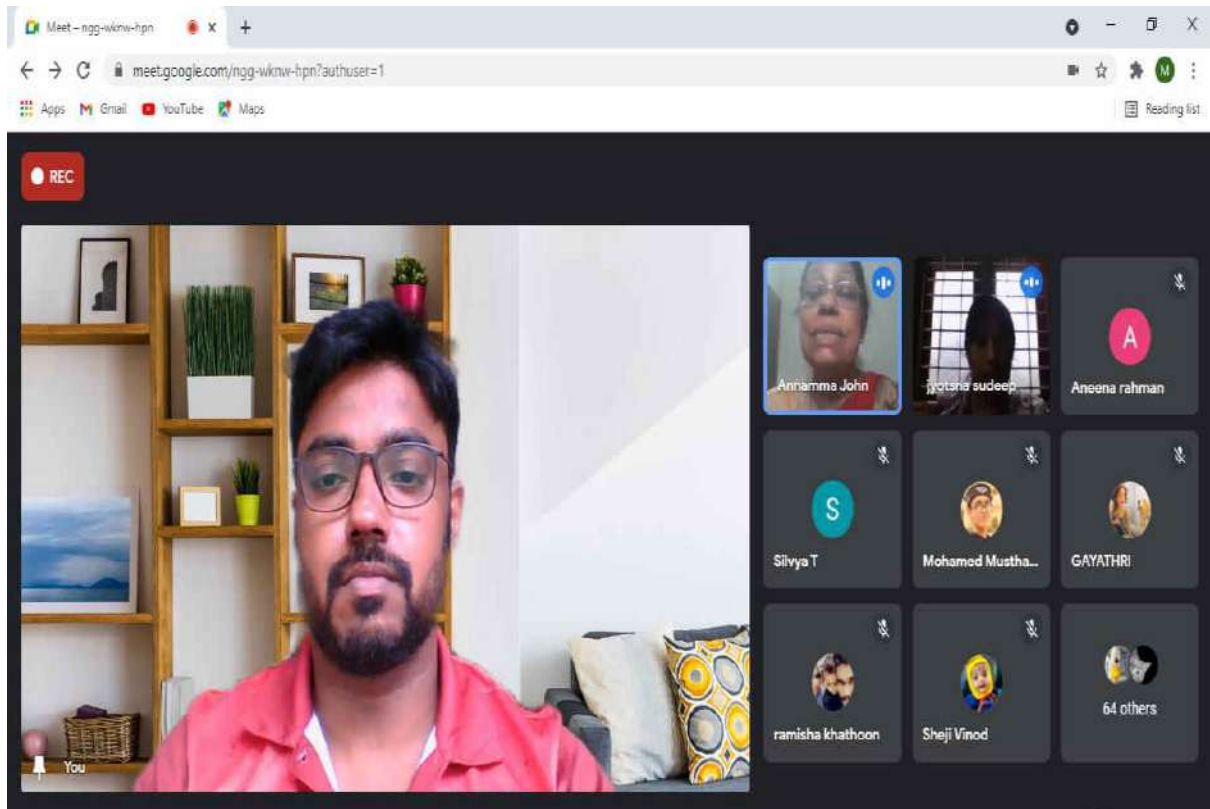 Meet – ngg-wknw-hpn
meet.google.com/ngg-wknw-hpn?authuser=1
M
Apps
Gmail
YouTube
Maps
Reading list
REC
You
Annamma John
jyotsna sudeep
A
Aneena rahman
S
Silvya T
Mohamed Mustha...
GAYATHRI
ramisha khathoon
Sheji Vinod
64 others